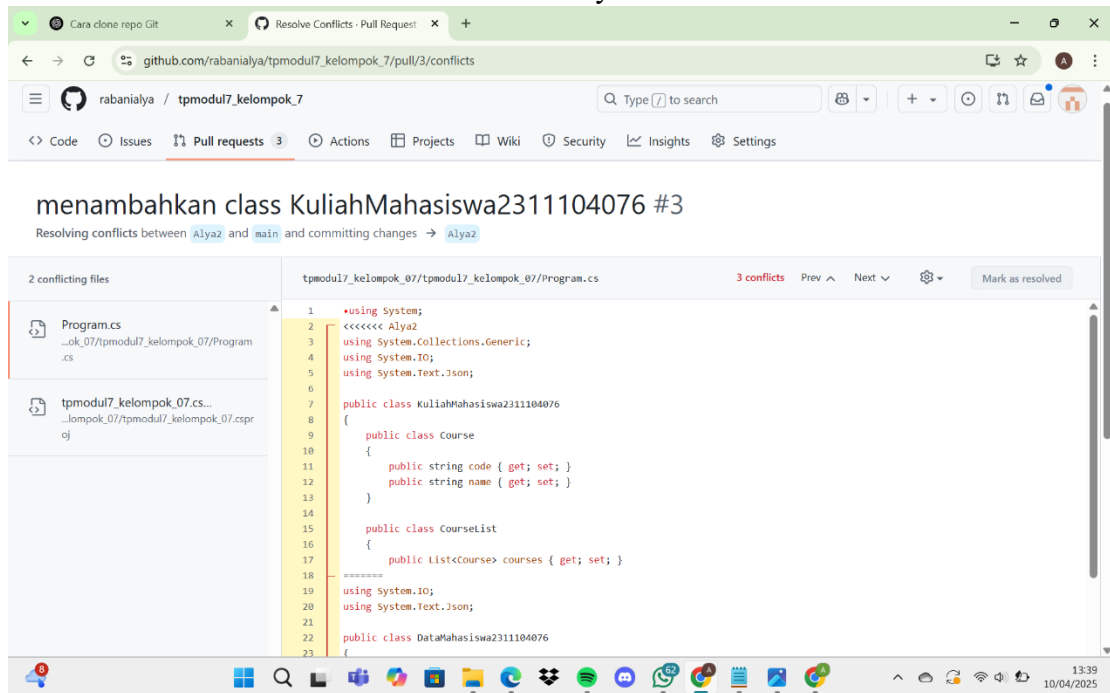 Cara clone repo Git
Resolve Conflicts · Pull Request
github.com/rabanialya/tpmodul7_kelompok_7/pull/3/conflicts
A
rabanialya / tpmodul7_kelompok_7
Type / to search
<> Code Issues Pull requests 3 Actions Projects Wiki Security Insights Settings
menambahkan class KuliahMahasiswa2311104076 #3
Resolving conflicts between Alya2 and main and committing changes → Alya2
2 conflicting files
Program.cs
...ok_07/tpmodul7_kelompok_07/Program
.cs
tpmodul7_kelompok_07.cs...
...lompok_07/tpmodul7_kelompok_07.cspr
oj
tpmodul7_kelompok_07/tpmodul7_kelompok_07/Program.cs 3 conflicts Prev Next Mark as resolved
1 •using System;
2 <<<<<<< Alya2
3 using System.Collections.Generic;
4 using System.IO;
5 using System.Text.Json;
6
7 public class KuliahMahasiswa2311104076
8 {
9 public class Course
10 {
11 public string code { get; set; }
12 public string name { get; set; }
13 }
14
15 public class CourseList
16 {
17 public List<Course> courses { get; set; }
18 =======
19 using System.IO;
20 using System.Text.Json;
21
22 public class DataMahasiswa2311104076
23 {
8
62
13:39
10/04/2025